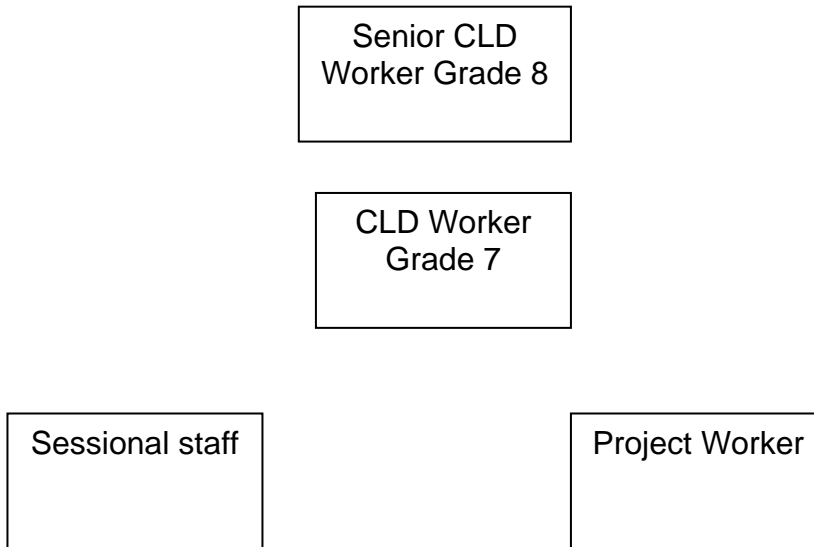 Senior CLD
Worker Grade 8
CLD Worker
Grade 7
Sessional staff
Project Worker